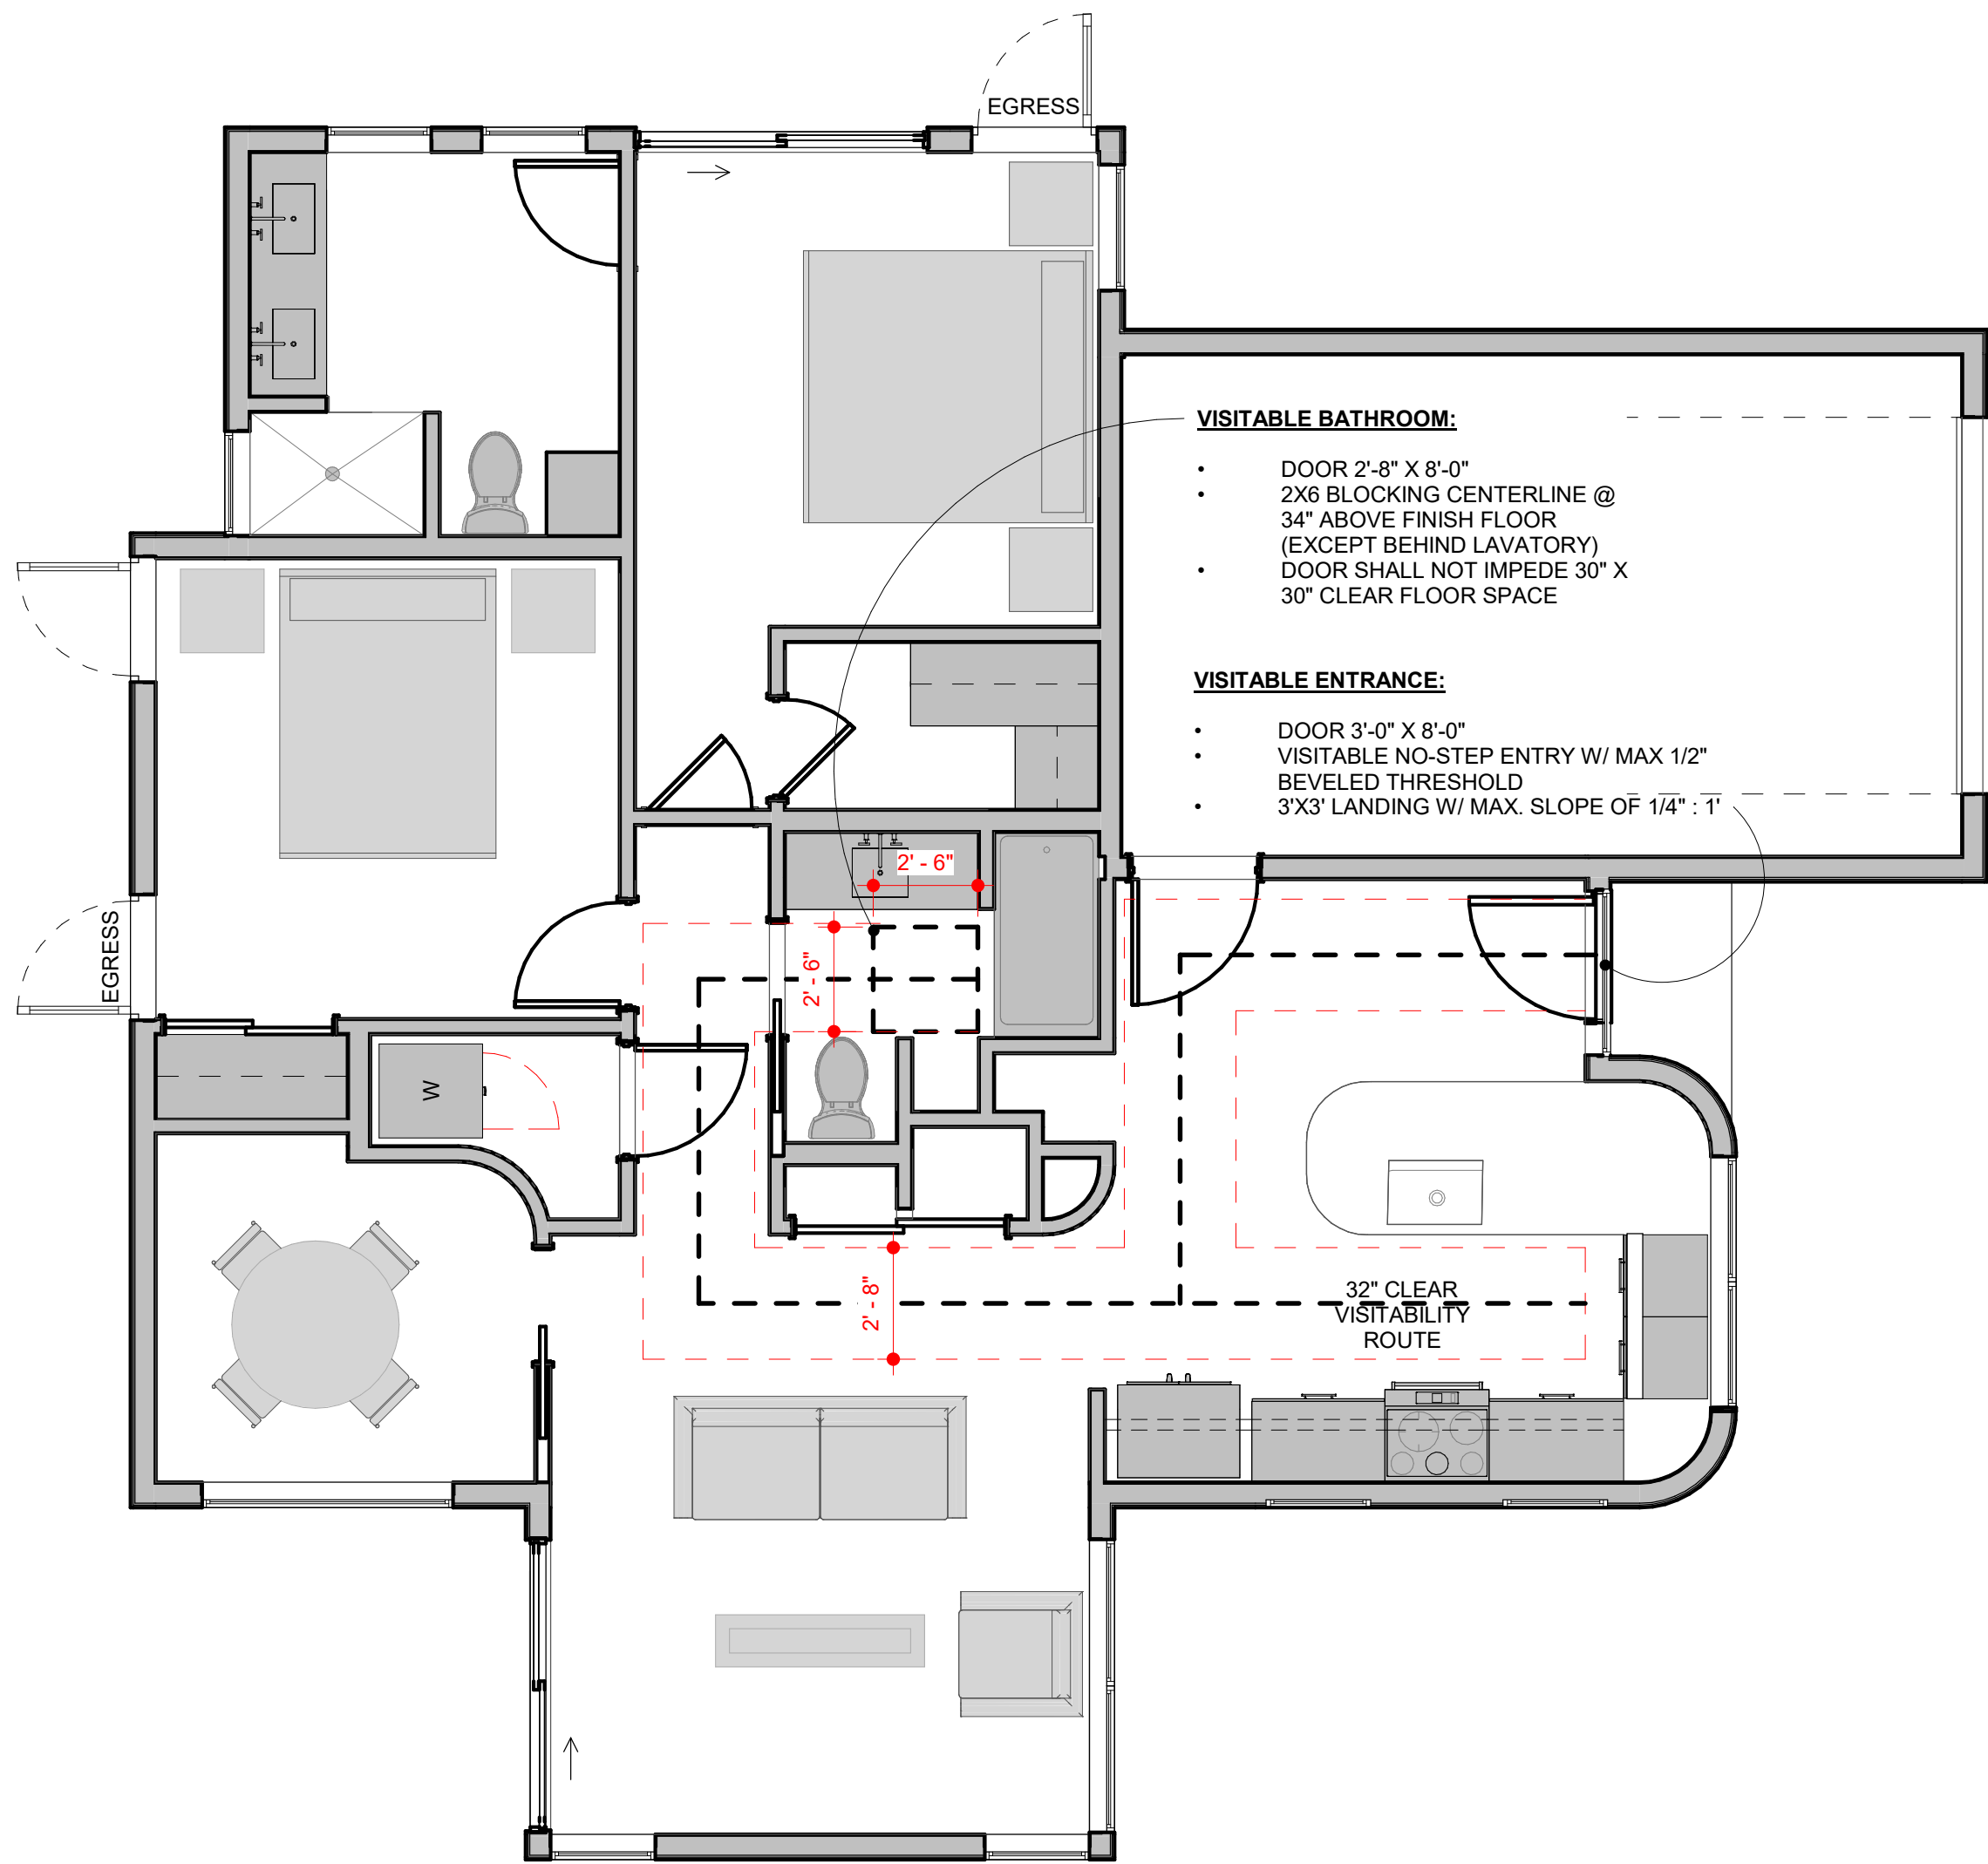 EGRESS
VISITABLE BATHROOM:
• DOOR 2'-8" X 8'-0"
• 2X6 BLOCKING CENTERLINE @
34" ABOVE FINISH FLOOR
(EXCEPT BEHIND LAVATORY)
• DOOR SHALL NOT IMPEDE 30" X
30" CLEAR FLOOR SPACE
VISITABLE ENTRANCE:
• DOOR 3'-0" X 8'-0"
• VISITABLE NO-STEP ENTRY W/ MAX 1/2"
BEVELED THRESHOLD
• 3'X3' LANDING W/ MAX. SLOPE OF 1/4" : 1'
2' - 6"
EGRESS
2' - 6"
W
2' - 8"
32" CLEAR
VISITABILITY
ROUTE